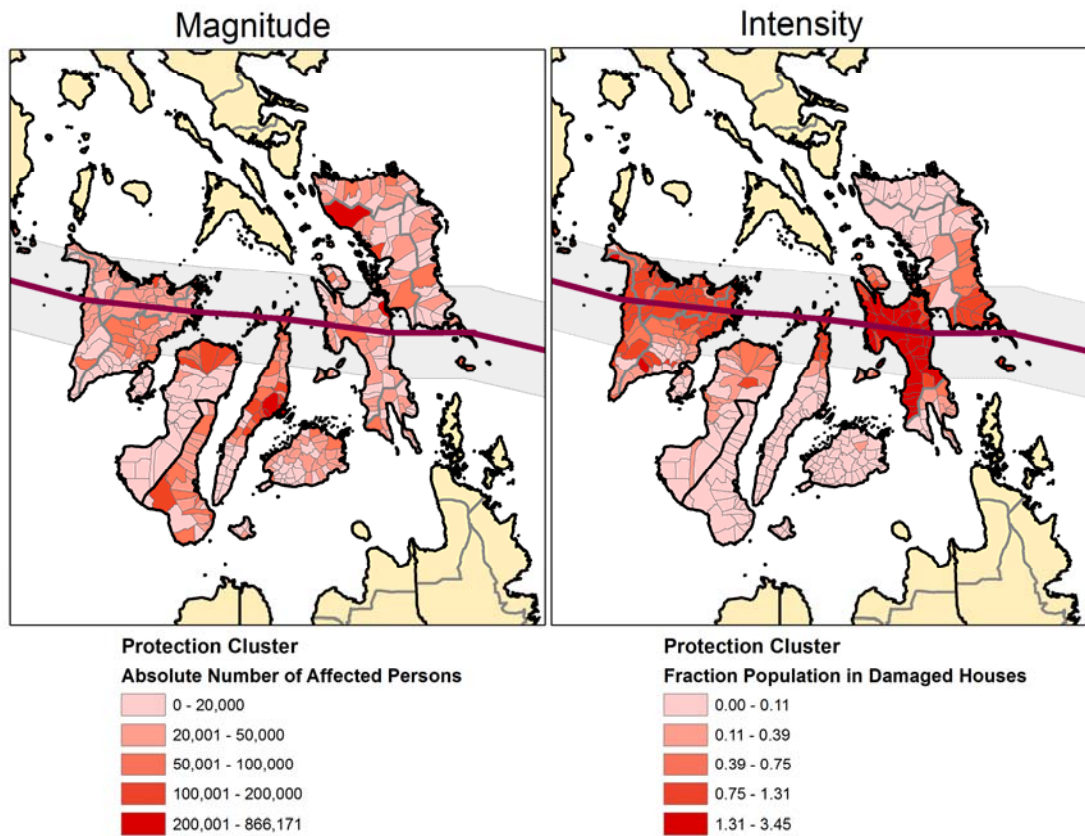 Magnitude
Intensity
Protection Cluster
Absolute Number of Affected Persons
0 - 20,000
20,001 - 50,000
50,001 - 100,000
100,001 - 200,000
200,001 - 866,171
Protection Cluster
Fraction Population in Damaged Houses
0.00 - 0.11
0.11 - 0.39
0.39 - 0.75
0.75 - 1.31
1.31 - 3.45